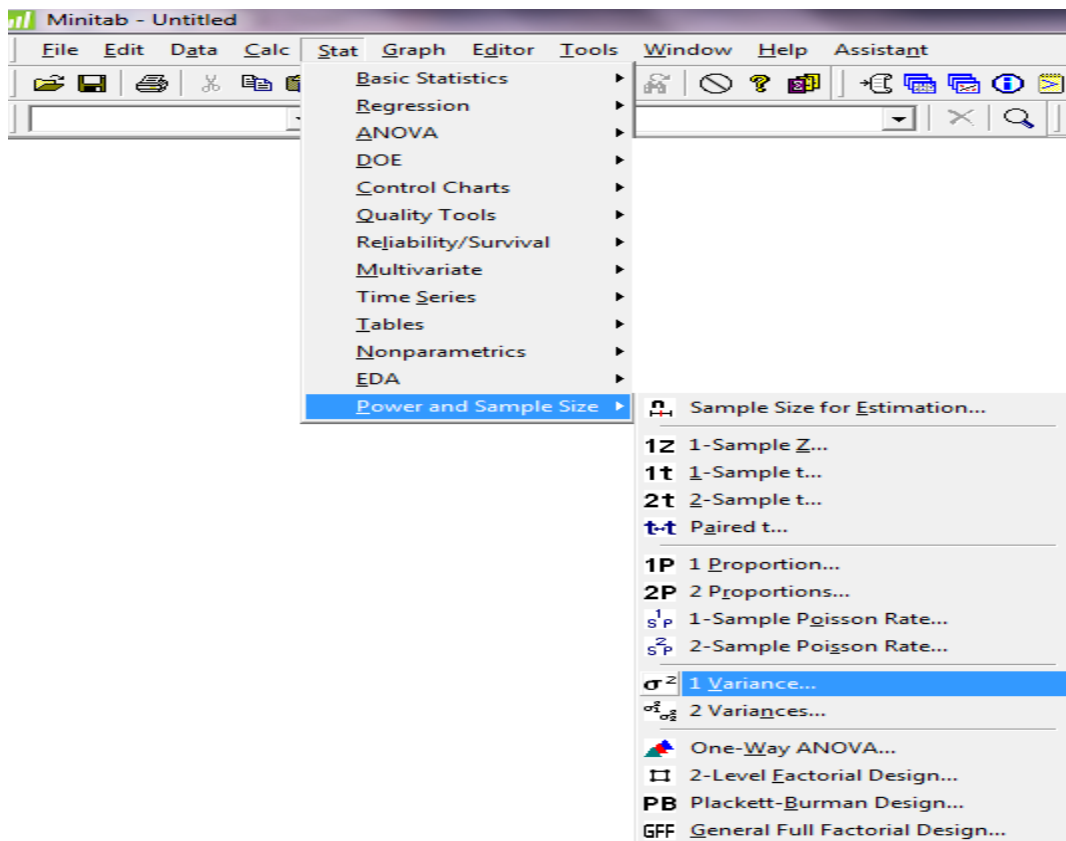 Minitab - Untitled
File Edit Data Calc Stat Graph Editor Tools Window Help Assistant
Basic Statistics
Regression
ANOVA
DOE
Control Charts
Quality Tools
Reliability/Survival
Multivariate
Time Series
Tables
Nonparametrics
EDA
Power and Sample Size
Sample Size for Estimation...
1Z 1-Sample Z...
1t 1-Sample t...
2t 2-Sample t...
t-t Paired t...
1P 1 Proportion...
2P 2 Proportions...
S1P 1-Sample Poisson Rate...
S2P 2-Sample Poisson Rate...
σ² 1 Variance...
2 Variances...
One-Way ANOVA...
2-Level Factorial Design...
PB Plackett-Burman Design...
GFF General Full Factorial Design...